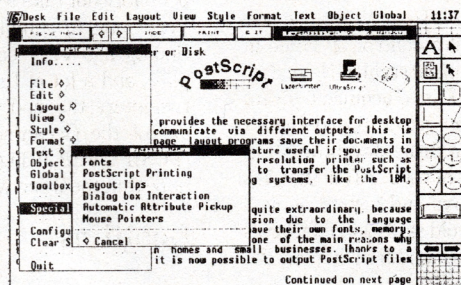 Desk File Edit Layout View Style Format Text Object Global 11:37
EDIT
Info.....
er or Disk
PostScript
LaserWriter UltraScript
File ◊
Edit ◊
Layout ◊
View ◊
Style ◊
Format ◊
Text ◊
Object
Global
Toolbox
Special
Configu
Clear S
Quit
Fonts
PostScript Printing
Layout Tips
Dialog box Interaction
Automatic Attribute Pickup
Mouse Pointers
◊ Cancel
provides the necessary interface for desktop
communicate via different outputs This is
page layout programs save their documents in
ature useful if you need to
resolution printer such as
to transfer the PostScript
g systems, like the IBM,
quite extraordinary, because
sion due to the language
ave their own fonts, memory,
one of the main reasons why
n homes and small businesses. Thanks to a
it is now possible to output PostScript files
Continued on next page